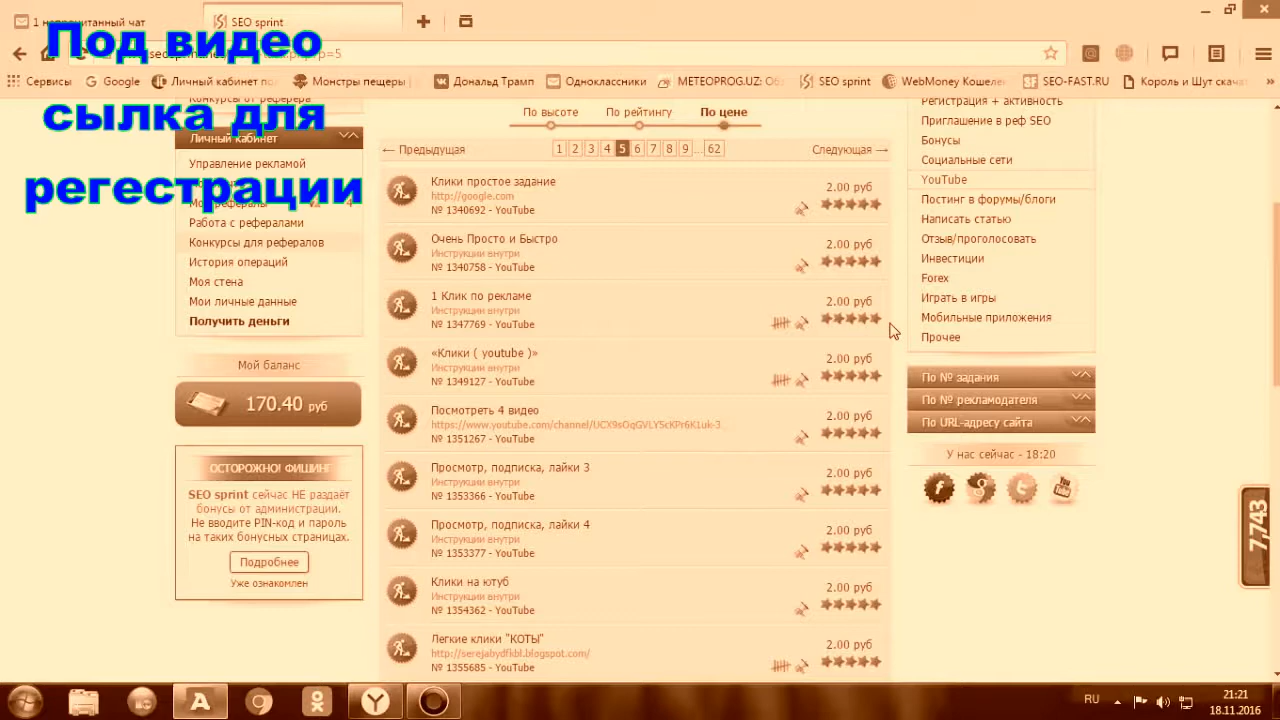 1 непрочитанный чат
SEO sprint
Под видео
сылка для
регестрации
Сервисы
Google
Личный кабинет
Монстры пещеры
Дональд Трамп
Одноклассники
METEOPROG.UZ:
SEO sprint
WebMoney Кошеле
SEO-FAST.RU
Король и Шут скачат
Конкурсы от реферера
Личный кабинет
Управление рекламой
Работа с рефералами
Конкурсы для рефералов
История операций
Моя стена
Мои личные данные
Получить деньги
Мой баланс
170.40 руб
ОСТОРОЖНО! ФИШИНГ
SEO sprint сейчас НЕ раздаёт
бонусы от администрации.
Не вводите PIN-код и пароль
на таких бонусных страницах.
Подробнее
Уже ознакомлен
По высоте
По рейтингу
По цене
← Предыдущая
1 2 3 4 5 6 7 8 9 ... 62
Следующая →
Клики простое задание
http://google.com
№ 1340692 - YouTube
2.00 руб
Очень Просто и Быстро
Инструкции внутри
№ 1340758 - YouTube
2.00 руб
1 Клик по рекламе
Инструкции внутри
№ 1347769 - YouTube
2.00 руб
«Клики ( youtube )»
Инструкции внутри
№ 1349127 - YouTube
2.00 руб
Посмотреть 4 видео
№ 1351267 - YouTube
2.00 руб
Просмотр, подписка, лайки 3
Инструкции внутри
№ 1353366 - YouTube
2.00 руб
Просмотр, подписка, лайки 4
Инструкции внутри
№ 1353377 - YouTube
2.00 руб
Клики на ютуб
Инструкции внутри
№ 1354362 - YouTube
2.00 руб
Легкие клики "КОТЫ"
http://serejabydfkbl.blogspot.com/
№ 1355685 - YouTube
2.00 руб
Регистрация + активность
Приглашение в реф SEO
Бонусы
Социальные сети
YouTube
Постинг в форумы/блоги
Написать статью
Отзыв/проголосовать
Инвестиции
Forex
Играть в игры
Мобильные приложения
Прочее
По № задания
По № рекламодателя
По URL-адресу сайта
У нас сейчас - 18:20
7,743
RU
21:21
18.11.2016